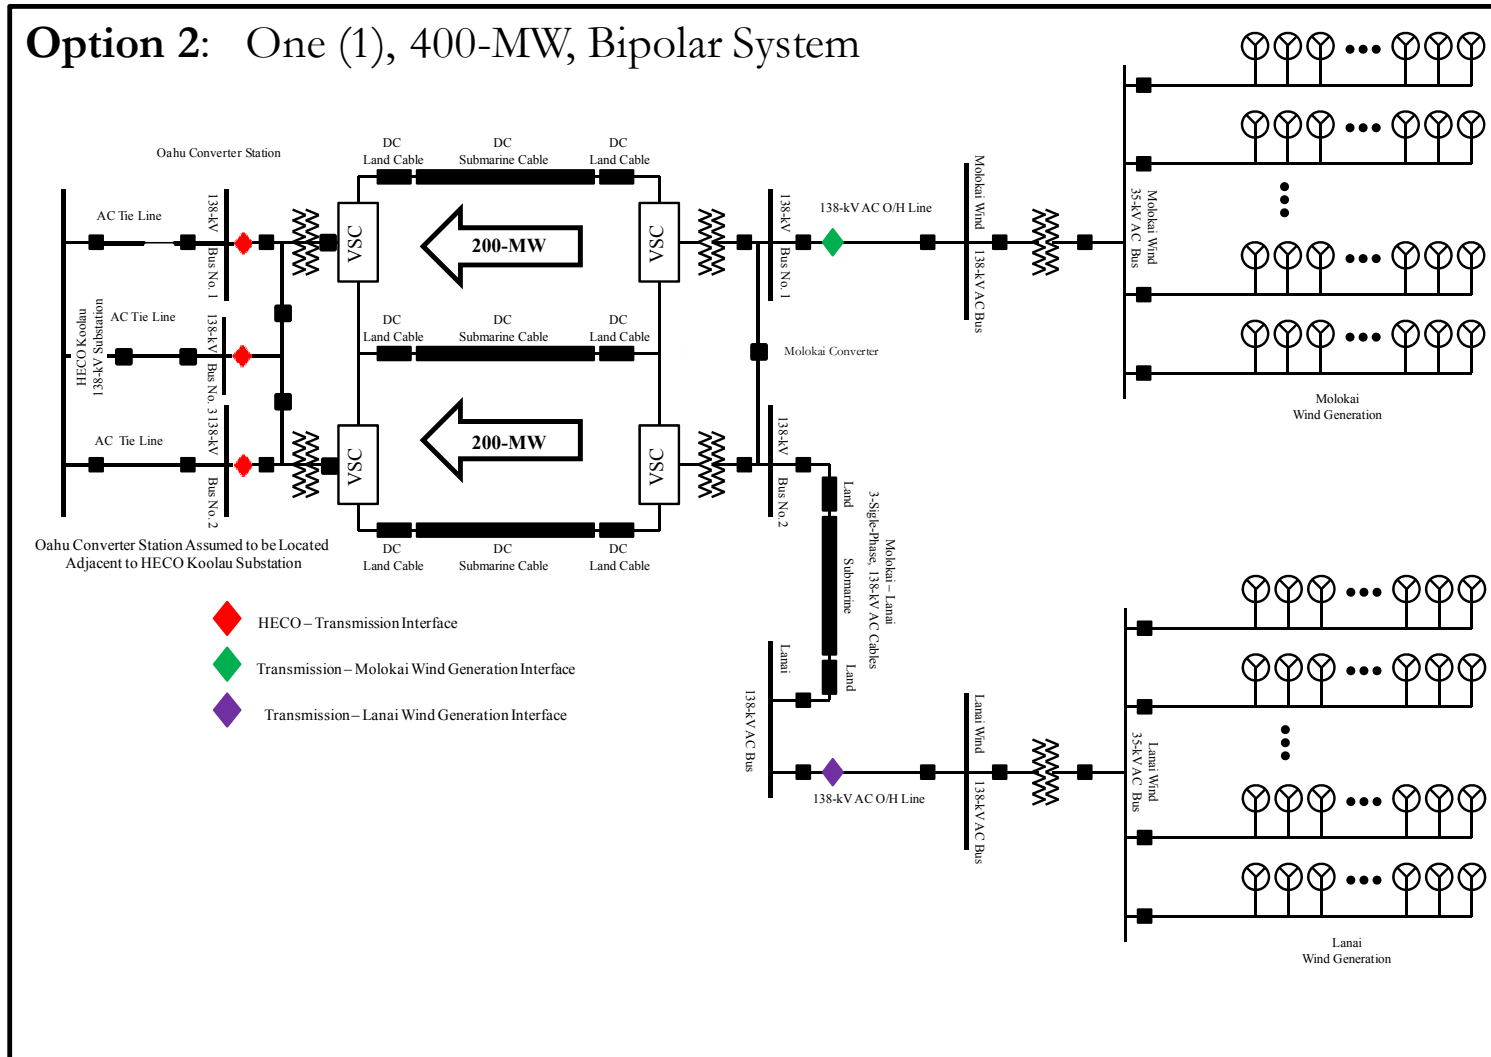 Option 2: One (1), 400-MW, Bipolar System
Oahu Converter Station
DC
Land Cable
DC
Submarine Cable
DC
Land Cable
AC Tie Line
138-kV
Bus No. 1
VSC
200-MW
VSC
138-kV
Bus No. 1
138-kV AC O/H Line
Molokai Wind
138-kV AC Bus
Molokai Wind
35-kV AC Bus
HECO Koolau
138-kV Substation
AC Tie Line
138-kV
Bus No. 3
DC
Land Cable
DC
Submarine Cable
DC
Land Cable
Molokai Converter
Molokai
Wind Generation
AC Tie Line
138-kV
Bus No. 2
VSC
200-MW
VSC
138-kV
Bus No. 2
DC
Land Cable
DC
Submarine Cable
DC
Land Cable
Oahu Converter Station Assumed to be Located
Adjacent to HECO Koolau Substation
Land
Submarine
Land
Molokai – Lanai
3-Sigle-Phase, 138-kV AC Cables
HECO – Transmission Interface
Transmission – Molokai Wind Generation Interface
Transmission – Lanai Wind Generation Interface
Lanai
138-kV AC Bus
138-kV AC O/H Line
Lanai Wind
138-kV AC Bus
Lanai Wind
35-kV AC Bus
Lanai
Wind Generation